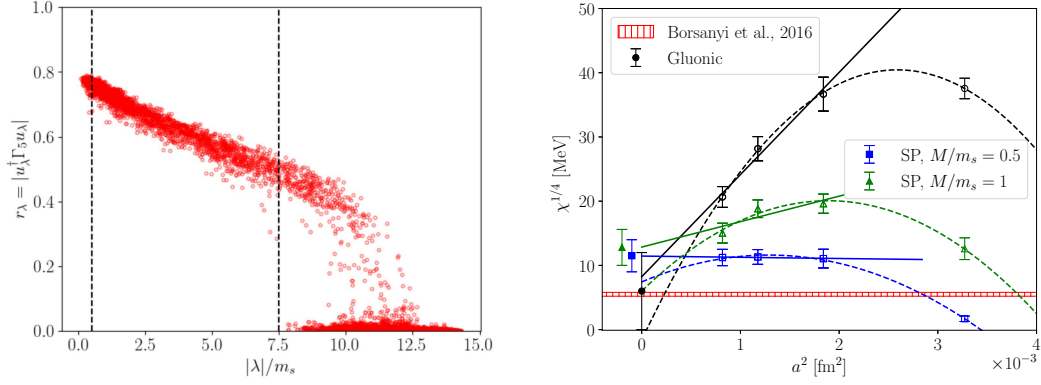 1.0
0.8
0.6
0.4
0.2
0.0
r_λ = |u_λ^† Γ_5 u_λ|
0.0 2.5 5.0 7.5 10.0 12.5 15.0
|λ|/m_s
50
40
30
20
10
0
χ^{1/4} [MeV]
Borsanyi et al., 2016
Gluonic
SP, M/m_s = 0.5
SP, M/m_s = 1
0 1 2 3 4
×10^{−3}
a^2 [fm^2]